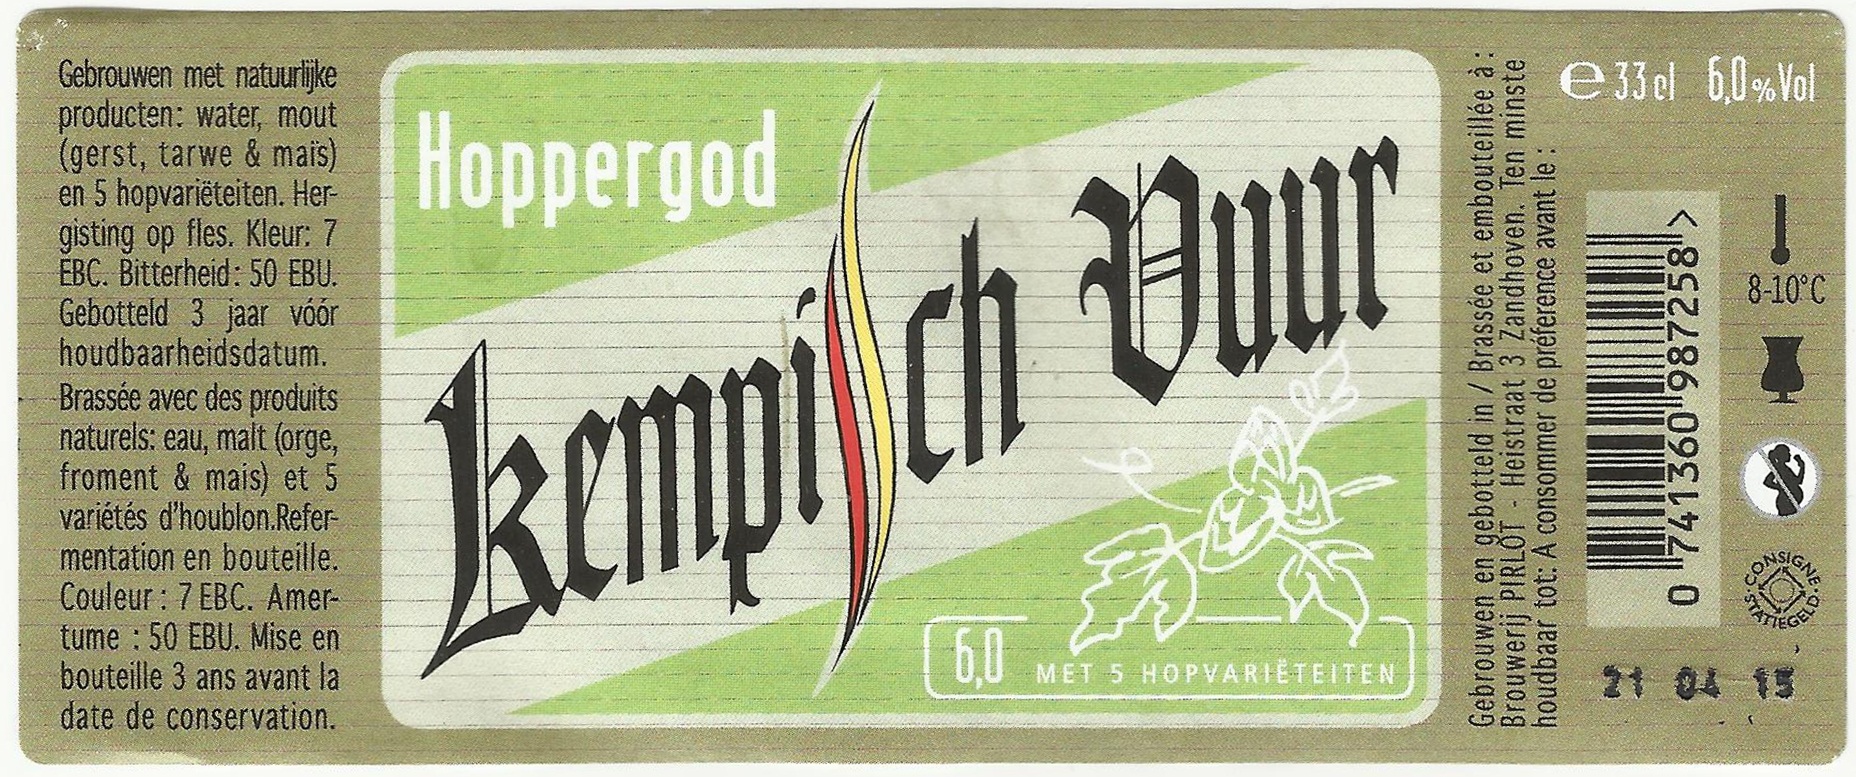 Gebrouwen met natuurlijke
producten: water, mout
(gerst, tarwe & maïs)
en 5 hopvariëteiten. Her-
gisting op fles. Kleur: 7
EBC. Bitterheid: 50 EBU.
Gebotteld 3 jaar vóór
houdbaarheidsdatum.
Brassée avec des produits
naturels: eau, malt (orge,
froment & mais) et 5
variétés d'houblon.Refer-
mentation en bouteille.
Couleur : 7 EBC. Amer-
tume : 50 EBU. Mise en
bouteille 3 ans avant la
date de conservation.
Hoppergod
Kempisch Vuur
6,0 MET 5 HOPVARIËTEITEN
Gebrouwen en gebotteld in / Brassée et embouteillée à :
Brouwerij PIRLOT - Heistraat 3 Zandhoven. Ten minste
houdbaar tot: A consommer de préference avant le :
e 33 cl 6,0 % Vol
0 741360 987258 >
8-10°C
CONSIGNE
STATIEGELD
21 04 15